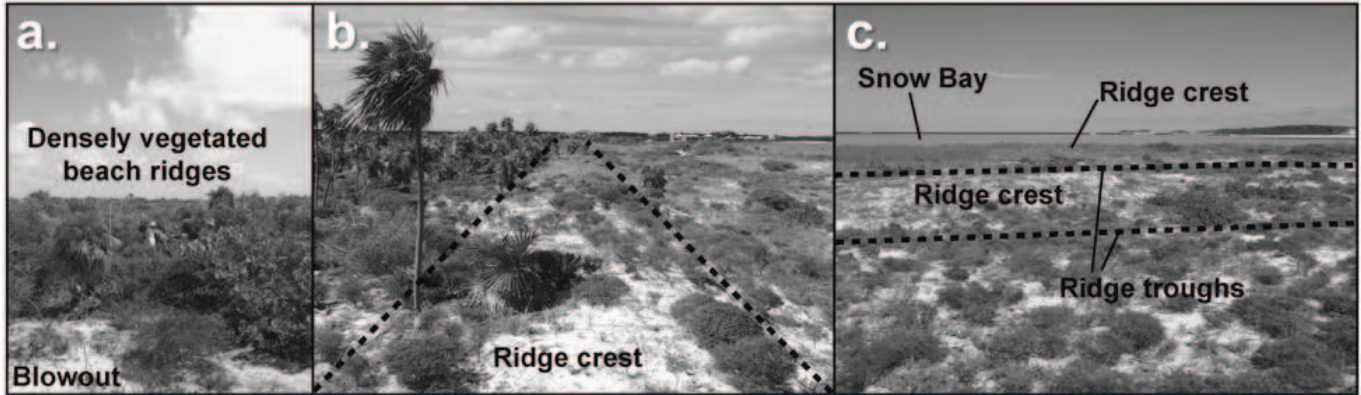 a.
Densely vegetated
beach ridges
Blowout
b.
Ridge crest
c.
Snow Bay
Ridge crest
Ridge crest
Ridge troughs